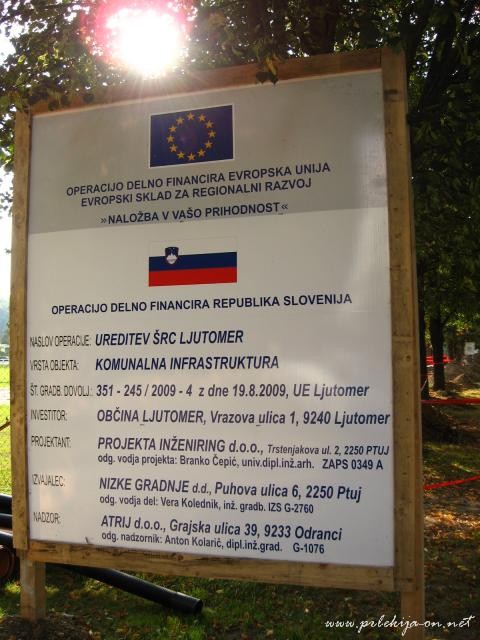 OPERACIJO DELNO FINANCIRA EVROPSKA UNIJA
EVROPSKI SKLAD ZA REGIONALNI RAZVOJ
»NALOŽBA V VAŠO PRIHODNOST«
OPERACIJO DELNO FINANCIRA REPUBLIKA SLOVENIJA
NASLOV OPERACIJE: UREDITEV ŠRC LJUTOMER
VRSTA OBJEKTA: KOMUNALNA INFRASTRUKTURA
ŠT. GRADB. DOVOLJ.: 351 - 245 / 2009 - 4 z dne 19.8.2009, UE Ljutomer
INVESTITOR: OBČINA LJUTOMER, Vrazova ulica 1, 9240 Ljutomer
PROJEKTANT: PROJEKTA INŽENIRING d.o.o., Trstenjakova ul. 2, 2250 PTUJ
odg. vodja projekta: Branko Čepič, univ.dipl.inž.arh. ZAPS 0349 A
IZVAJALEC: NIZKE GRADNJE d.d., Puhova ulica 6, 2250 Ptuj
odg. vodja del: Vera Kolednik, inž. gradb. IZS G-2760
NADZOR: ATRIJ d.o.o., Grajska ulica 39, 9233 Odranci
odg. nadzornik: Anton Kolarič, dipl.inž.grad. G-1076
www.prlekija-on.net